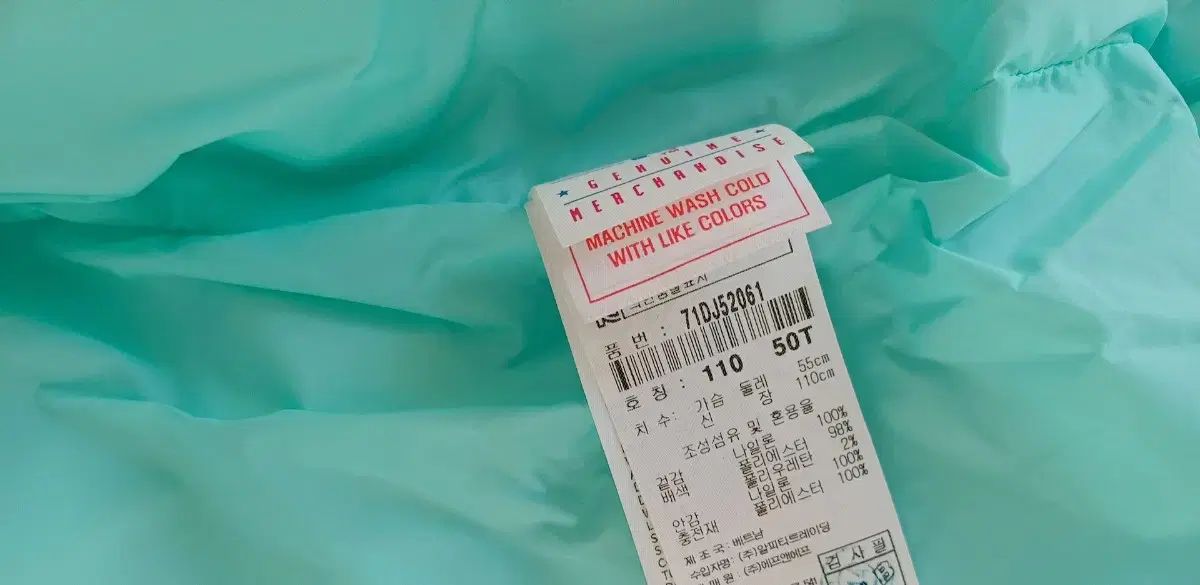 GENUINE
MERCHANDISE
MACHINE WASH COLD
WITH LIKE COLORS
품 번 : 71DJ52061
호 칭 : 110 50T
치 수 : 가슴 둘레 55cm
신 장 110cm
조성섬유 및 혼용율
겉감 나일론 100%
배색 폴리에스터 98%
폴리우레탄 2%
안감 나일론 100%
충전재 폴리에스터 100%
제 조 국 : 베트남
수입자명 : (주)알피티트레이딩
판 매 원 : (주)에프앤에프
검 사 필